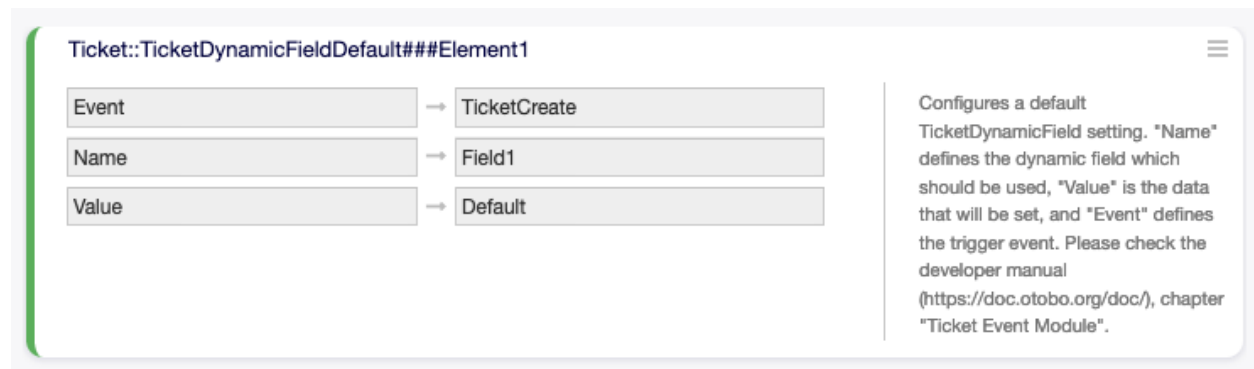 Ticket::TicketDynamicFieldDefault###Element1
Event → TicketCreate
Name → Field1
Value → Default
Configures a default
TicketDynamicField setting. "Name"
defines the dynamic field which
should be used, "Value" is the data
that will be set, and "Event" defines
the trigger event. Please check the
developer manual
(https://doc.otobo.org/doc/), chapter
"Ticket Event Module".